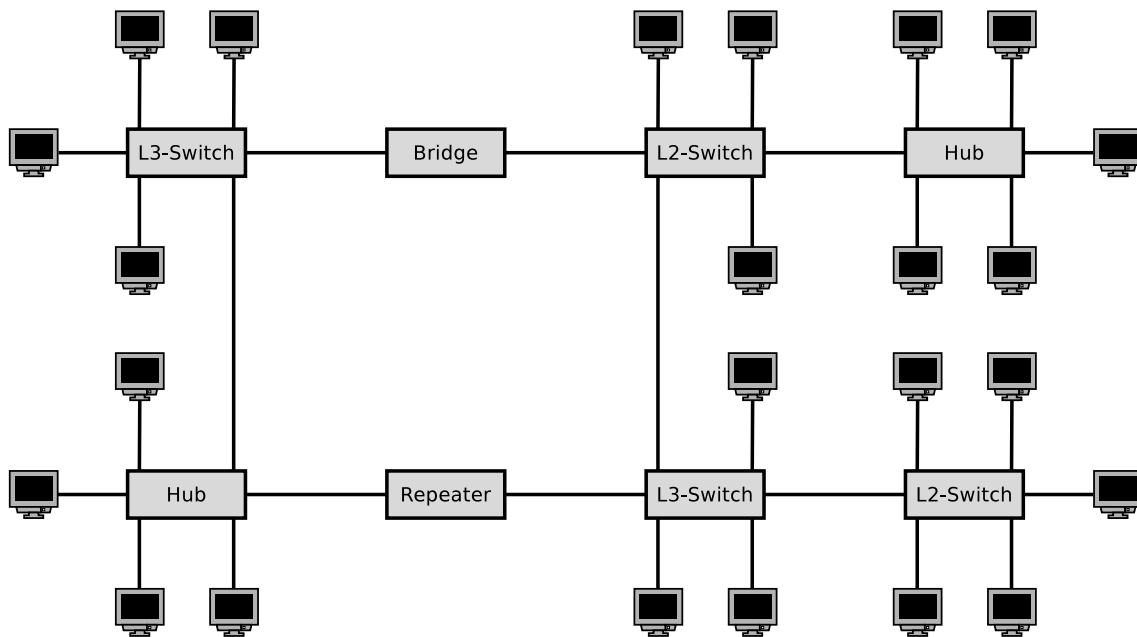 L3-Switch
Bridge
L2-Switch
Hub
Hub
Repeater
L3-Switch
L2-Switch